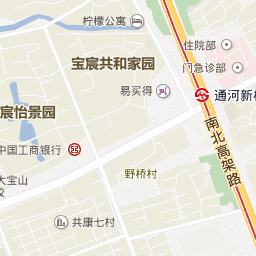 柠檬公寓
住院部
宝宸共和家园
门急诊部
易买得
通河新村
宸怡景园
南北高架路
中国工商银行
大宝山
野桥村
校
共康七村